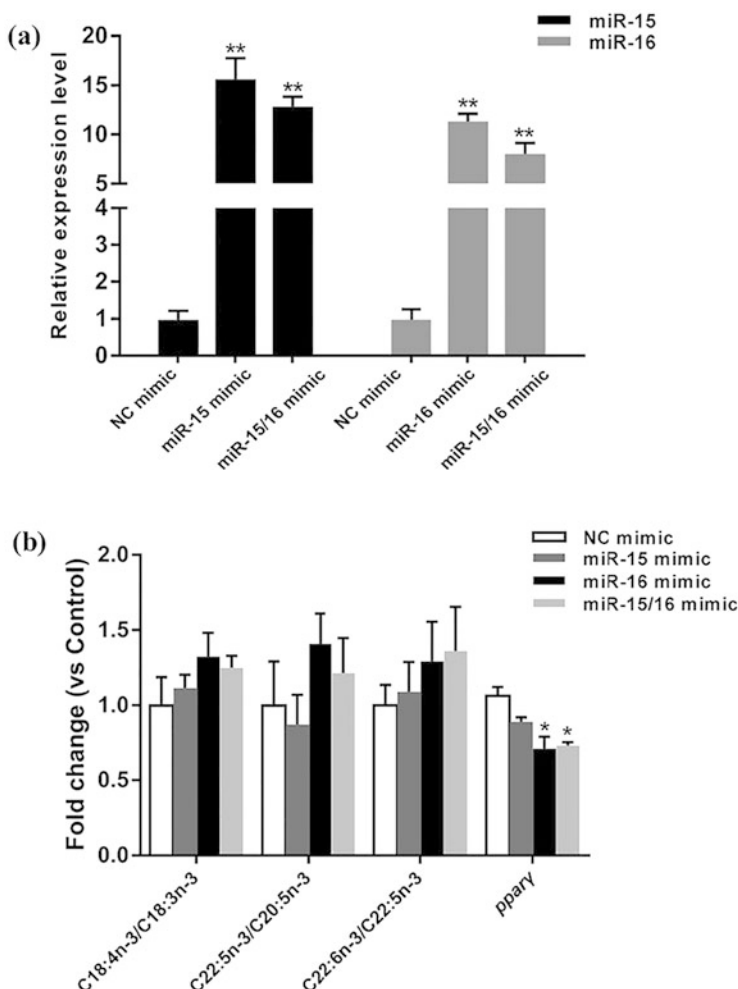 (a)
miR-15
miR-16
Relative expression level
20
15
10
5
4
3
2
1
0
**
**
**
**
NC mimic
miR-15 mimic
miR-15/16 mimic
NC mimic
miR-16 mimic
miR-15/16 mimic
(b)
NC mimic
miR-15 mimic
miR-16 mimic
miR-15/16 mimic
Fold change (vs Control)
2.0
1.5
1.0
0.5
0.0
*
*
C18:4n-3/C18:3n-3
C22:5n-3/C20:5n-3
C22:6n-3/C22:5n-3
pparγ